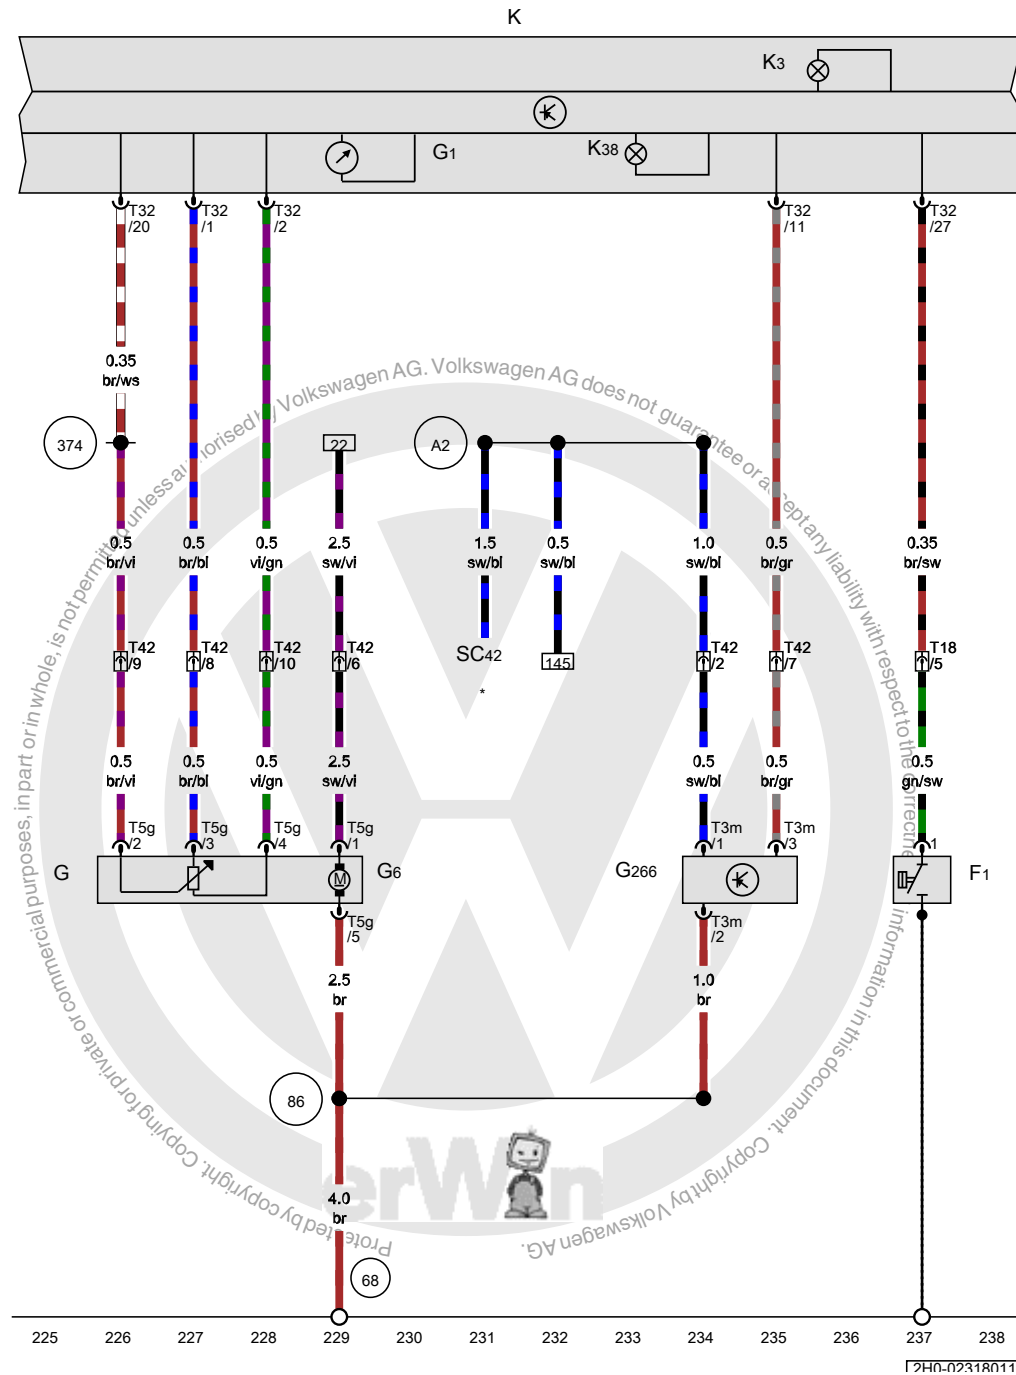 K
K3
G1
K38
T32
/20
T32
/1
T32
/2
T32
/11
T32
/27
0.35
br/ws
374
22
A2
0.5
br/vi
0.5
br/bl
0.5
vi/gn
2.5
sw/vi
1.5
sw/bl
0.5
sw/bl
1.0
sw/bl
0.5
br/gr
0.35
br/sw
T42
/9
T42
/8
T42
/10
T42
/6
SC42
*
145
T42
/2
T42
/7
T18
/5
0.5
br/vi
0.5
br/bl
0.5
vi/gn
2.5
sw/vi
0.5
sw/bl
0.5
br/gr
0.5
gn/sw
T5g
/2
T5g
/3
T5g
/4
T5g
/1
T3m
/1
T3m
/3
1
G
M
G6
G266
F1
T5g
/5
T3m
/2
2.5
br
1.0
br
86
4.0
br
68
225 226 227 228 229 230 231 232 233 234 235 236 237 238
2H0-02318011
erWin
Protected by copyright. Copying for private or commercial purposes, in part or in whole, is not permitted unless authorised by Volkswagen AG. Volkswagen AG does not guarantee or accept any liability with respect to the correctness of information in this document. Copyright by Volkswagen AG.